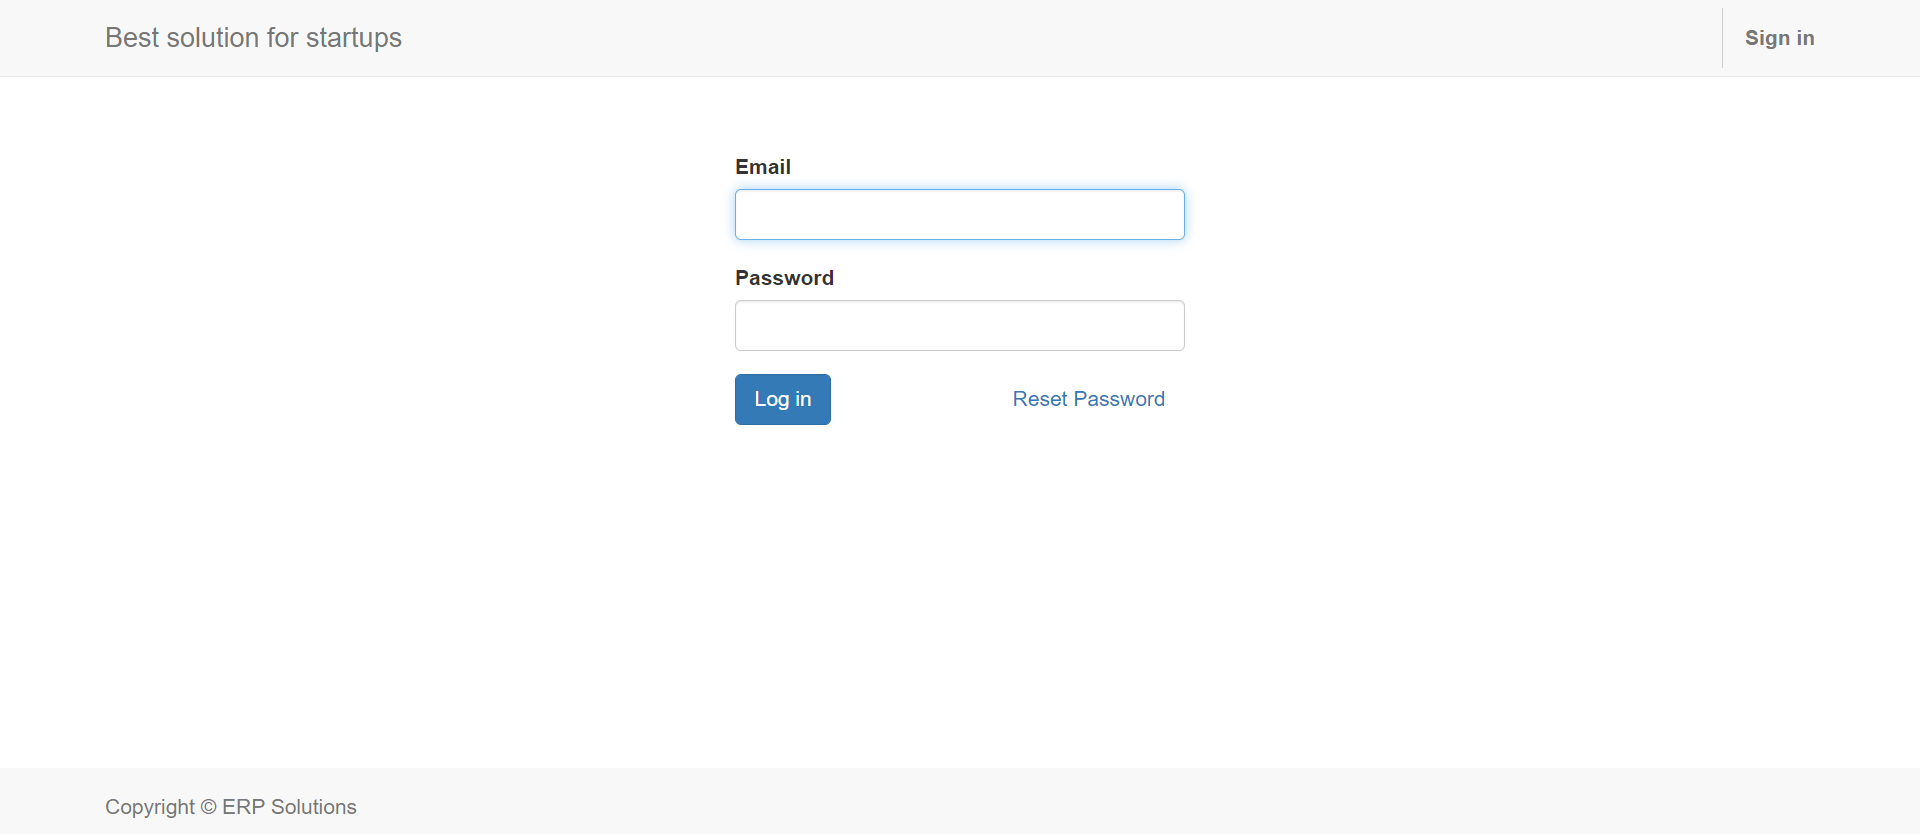 Best solution for startups
Sign in
Email
Password
Log in
Reset Password
Copyright © ERP Solutions